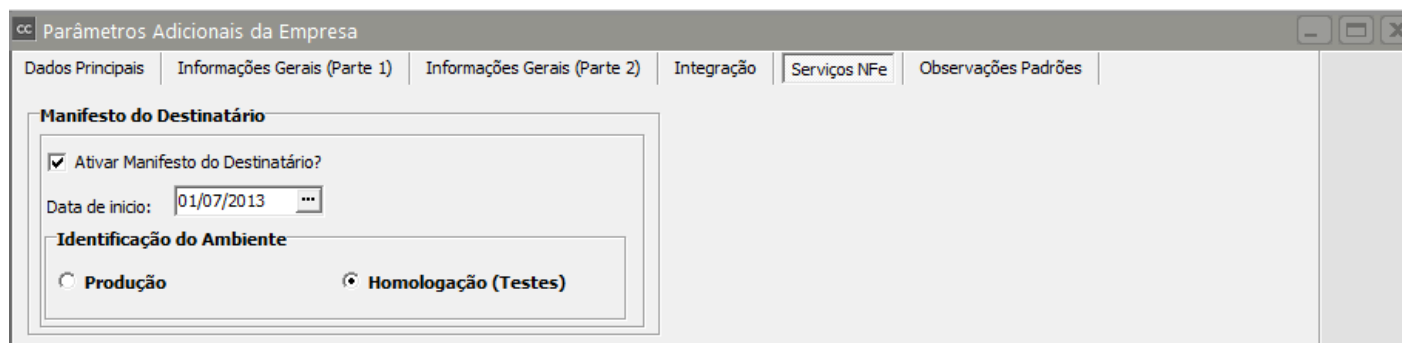 cc Parâmetros Adicionais da Empresa
Dados Principais Informações Gerais (Parte 1) Informações Gerais (Parte 2) Integração Serviços NFe Observações Padrões
Manifesto do Destinatário
Ativar Manifesto do Destinatário?
Data de inicio: 01/07/2013 ...
Identificação do Ambiente
Produção Homologação (Testes)